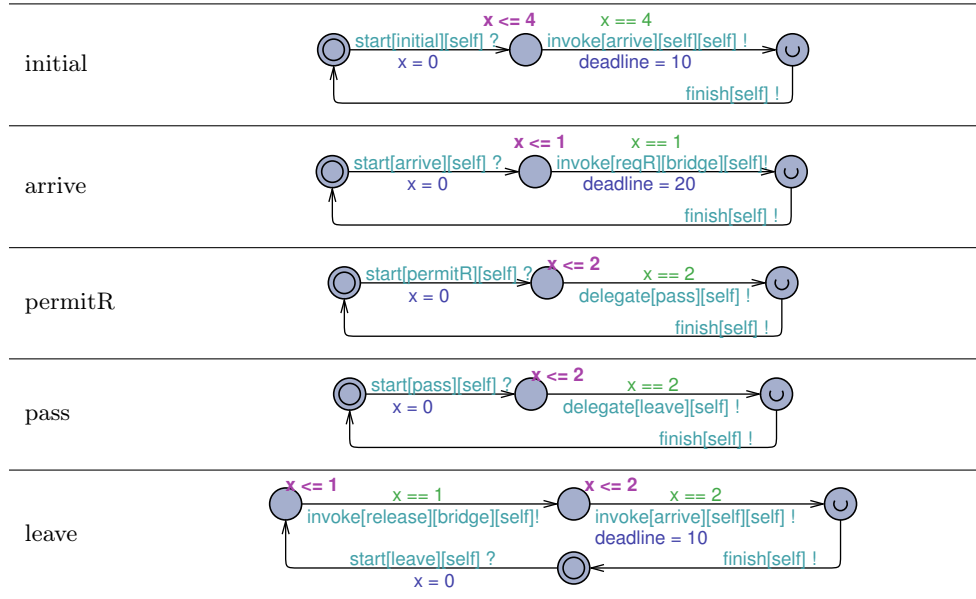 x <= 4
x == 4
start[initial][self] ?
invoke[arrive][self][self] !
initial
x = 0
deadline = 10
finish[self] !
x <= 1
x == 1
start[arrive][self] ?
invoke[reqR][bridge][self]!
arrive
x = 0
deadline = 20
finish[self] !
x <= 2
start[permitR][self] ?
x == 2
permitR
x = 0
delegate[pass][self] !
finish[self] !
x <= 2
start[pass][self] ?
x == 2
pass
x = 0
delegate[leave][self] !
finish[self] !
x <= 1
x <= 2
x == 1
x == 2
invoke[release][bridge][self]!
invoke[arrive][self][self] !
leave
deadline = 10
start[leave][self] ?
finish[self] !
x = 0